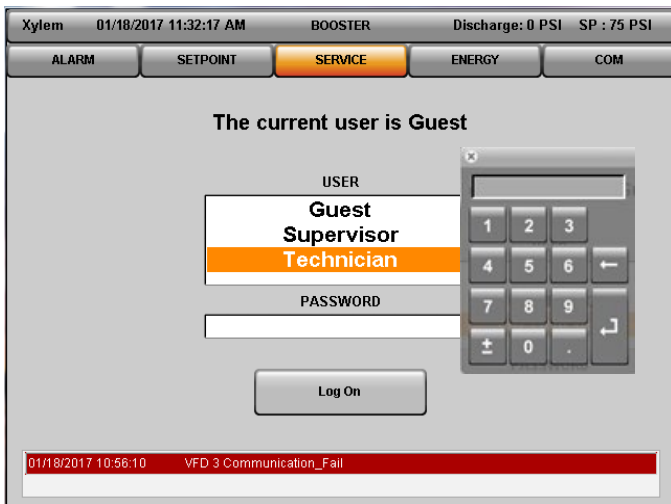 Xylem 01/18/2017 11:32:17 AM BOOSTER Discharge: 0 PSI SP : 75 PSI
ALARM SETPOINT SERVICE ENERGY COM
The current user is Guest
USER
Guest
Supervisor
Technician
PASSWORD
1 2 3
4 5 6 ←
7 8 9
± 0 .
Log On
01/18/2017 10:56:10 VFD 3 Communication_Fail